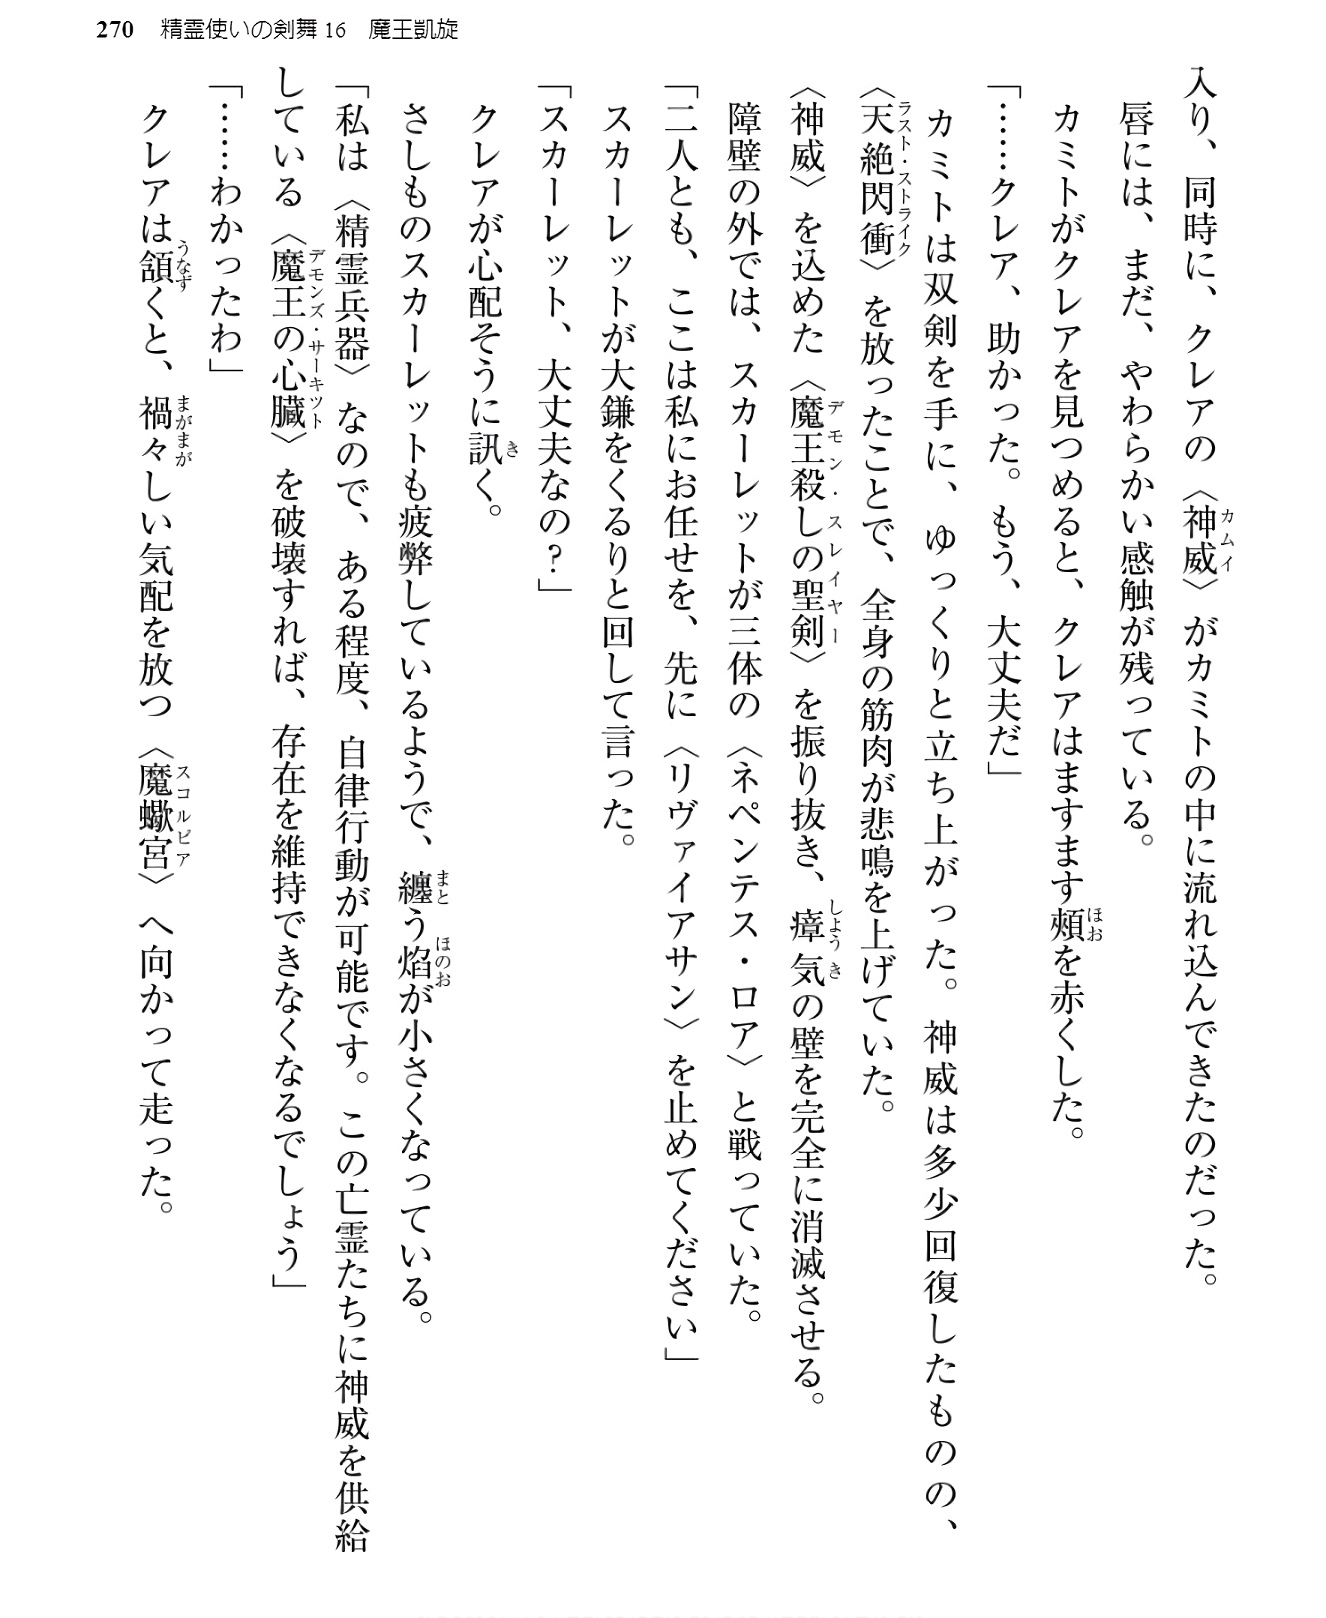 270 精霊使いの剣舞16 魔王凱旋
入り、同時に、クレアの〈神威〉がカミトの中に流れ込んできたのだった。
カムイ
唇には、まだ、やわらかい感触が残っている。
カミトがクレアを見つめると、クレアはますます頬を赤くした。
ほお
「……クレア、助かった。もう、大丈夫だ」
カミトは双剣を手に、ゆっくりと立ち上がった。神威は多少回復したものの、
〈天絶閃衝〉を放ったことで、全身の筋肉が悲鳴を上げていた。
ラスト・ストライク
〈神威〉を込めた〈魔王殺しの聖剣〉を振り抜き、瘴気の壁を完全に消滅させる。
デモン・スレイヤー
しようき
障壁の外では、スカーレットが三体の〈ネペンテス・ロア〉と戦っていた。
「二人とも、ここは私にお任せを、先に〈リヴァイアサン〉を止めてください」
スカーレットが大鎌をくるりと回して言った。
「スカーレット、大丈夫なの?」
クレアが心配そうに訊く。
き
さしものスカーレットも疲弊しているようで、纏う焰が小さくなっている。
まと
ほのお
「私は〈精霊兵器〉なので、ある程度、自律行動が可能です。この亡霊たちに神威を供給
している〈魔王の心臓〉を破壊すれば、存在を維持できなくなるでしょう」
デモンズ・サーキット
「……わかったわ」
クレアは頷くと、禍々しい気配を放つ〈魔蠍宮〉へ向かって走った。
うなず
まがまが
スコルピア